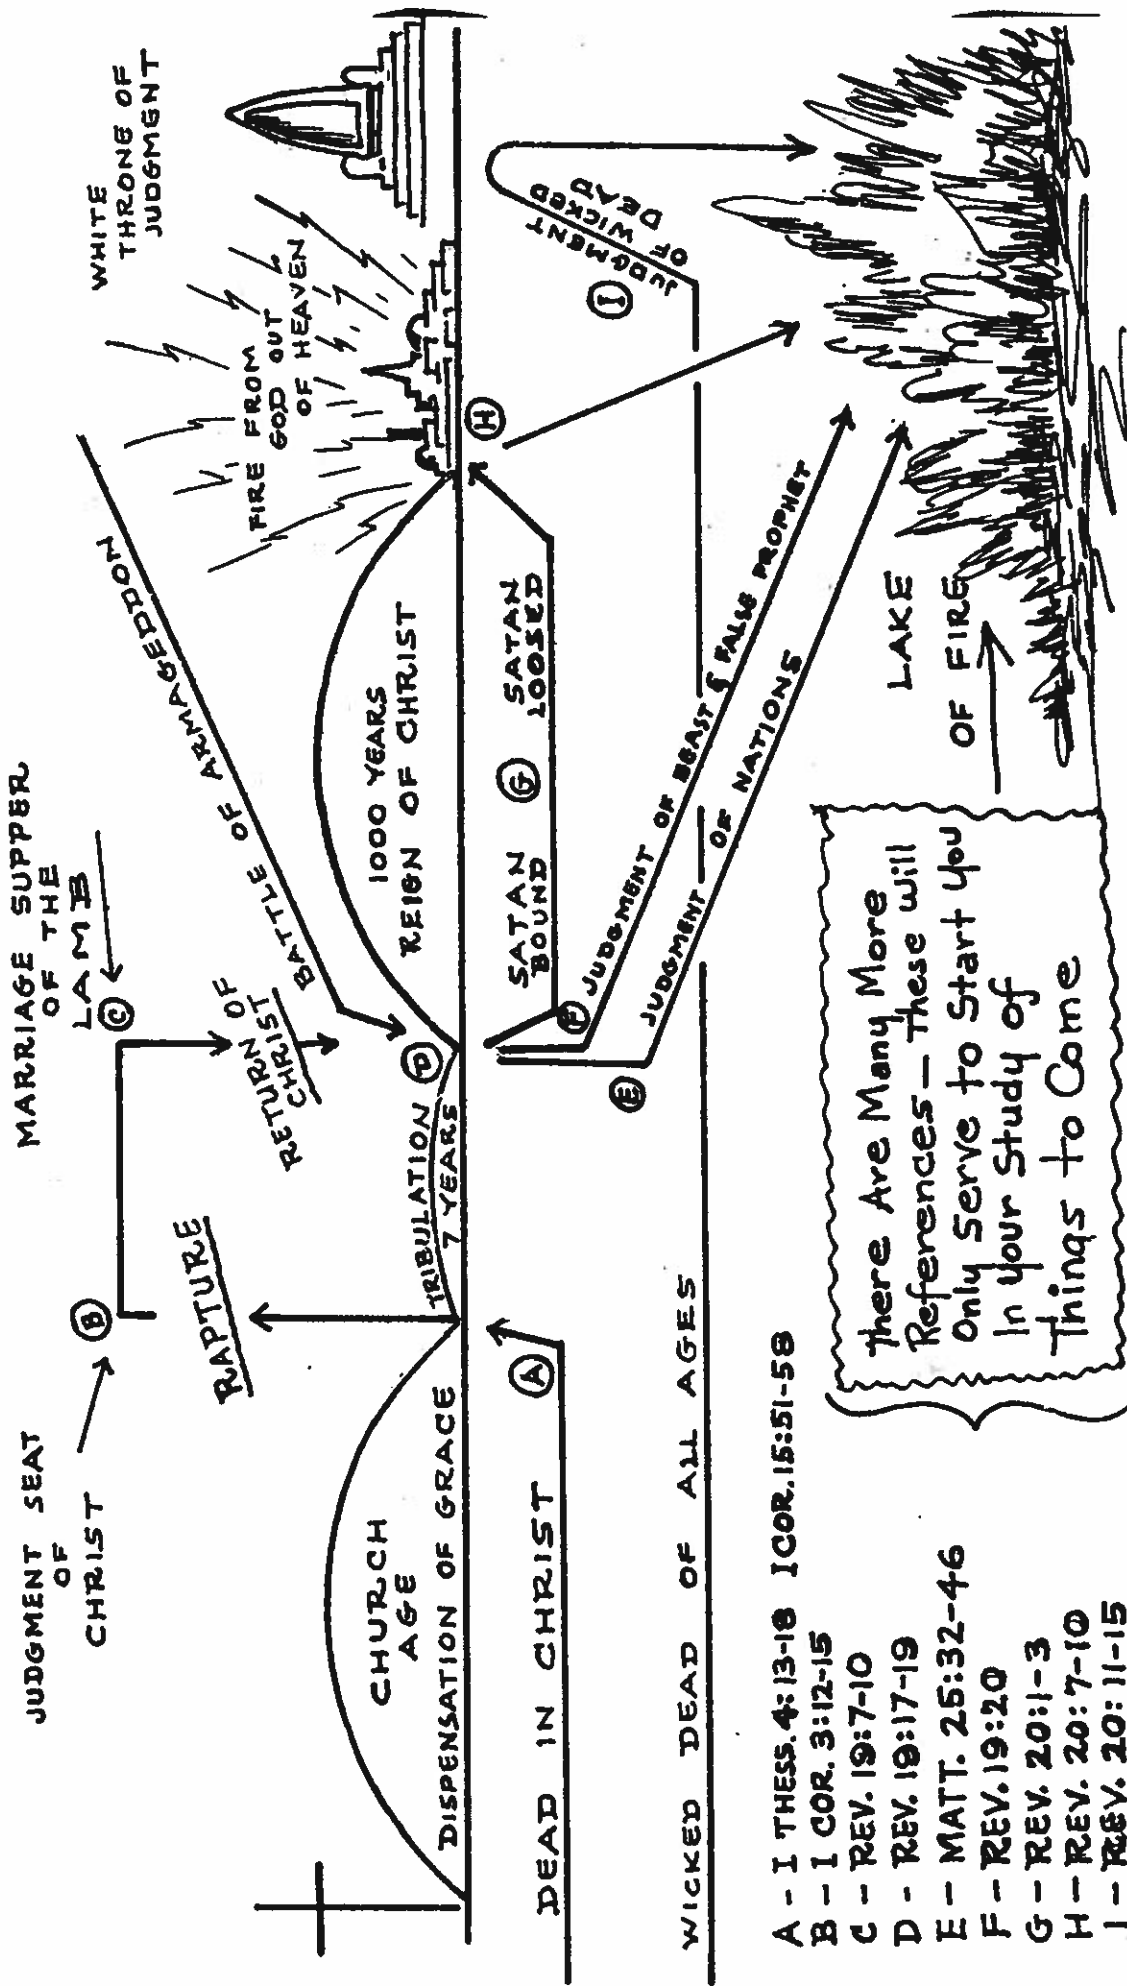 JUDGMENT SEAT
OF
CHRIST
B
MARRIAGE SUPPER
OF THE
LAMB
C
WHITE
THRONE OF
JUDGMENT
RAPTURE
RETURN OF
CHRIST
BATTLE OF ARMAGEDDON
FIRE FROM
GOD OUT
OF HEAVEN
CHURCH
AGE
DISPENSATION OF GRACE
TRIBULATION
7 YEARS
D
1000 YEARS
REIGN OF CHRIST
H
DEAD IN CHRIST
A
SATAN
BOUND
G
SATAN
LOOSED
F
JUDGMENT OF BEAST & FALSE PROPHET
E
JUDGMENT OF NATIONS
I
JUDGMENT
OF WICKED
DEAD
WICKED DEAD OF ALL AGES
LAKE
OF FIRE
A - I THESS. 4:13-18 I COR. 15:51-58
B - I COR. 3:12-15
C - REV. 19:7-10
D - REV. 19:17-19
E - MATT. 25:32-46
F - REV. 19:20
G - REV. 20:1-3
H - REV. 20:7-10
I - REV. 20:11-15
There Are Many More
References - These will
Only Serve to Start You
In your Study of
Things to Come